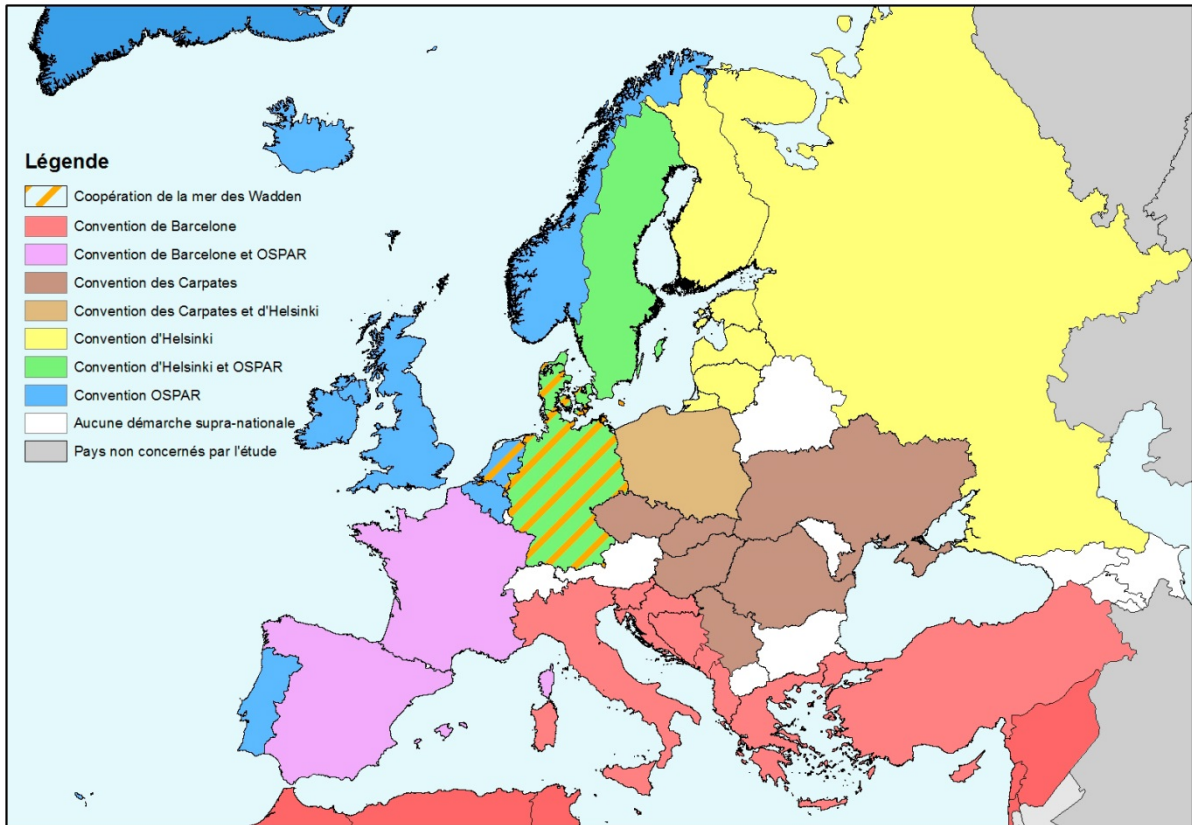 Légende
Coopération de la mer des Wadden
Convention de Barcelone
Convention de Barcelone et OSPAR
Convention des Carpates
Convention des Carpates et d'Helsinki
Convention d'Helsinki
Convention d'Helsinki et OSPAR
Convention OSPAR
Aucune démarche supra-nationale
Pays non concernés par l'étude